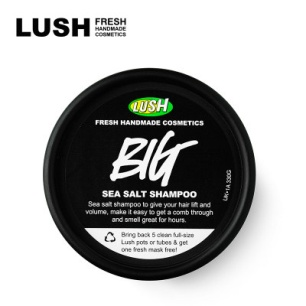 LUSH FRESH
HANDMADE
COSMETICS
LUSH
FRESH HANDMADE COSMETICS
BIG
SEA SALT SHAMPOO
Sea salt shampoo to give your hair lift and
volume, make it easy to get a comb through
and smell great for hours.
Bring back 5 clean full-size
Lush pots or tubes & get
one fresh mask free!